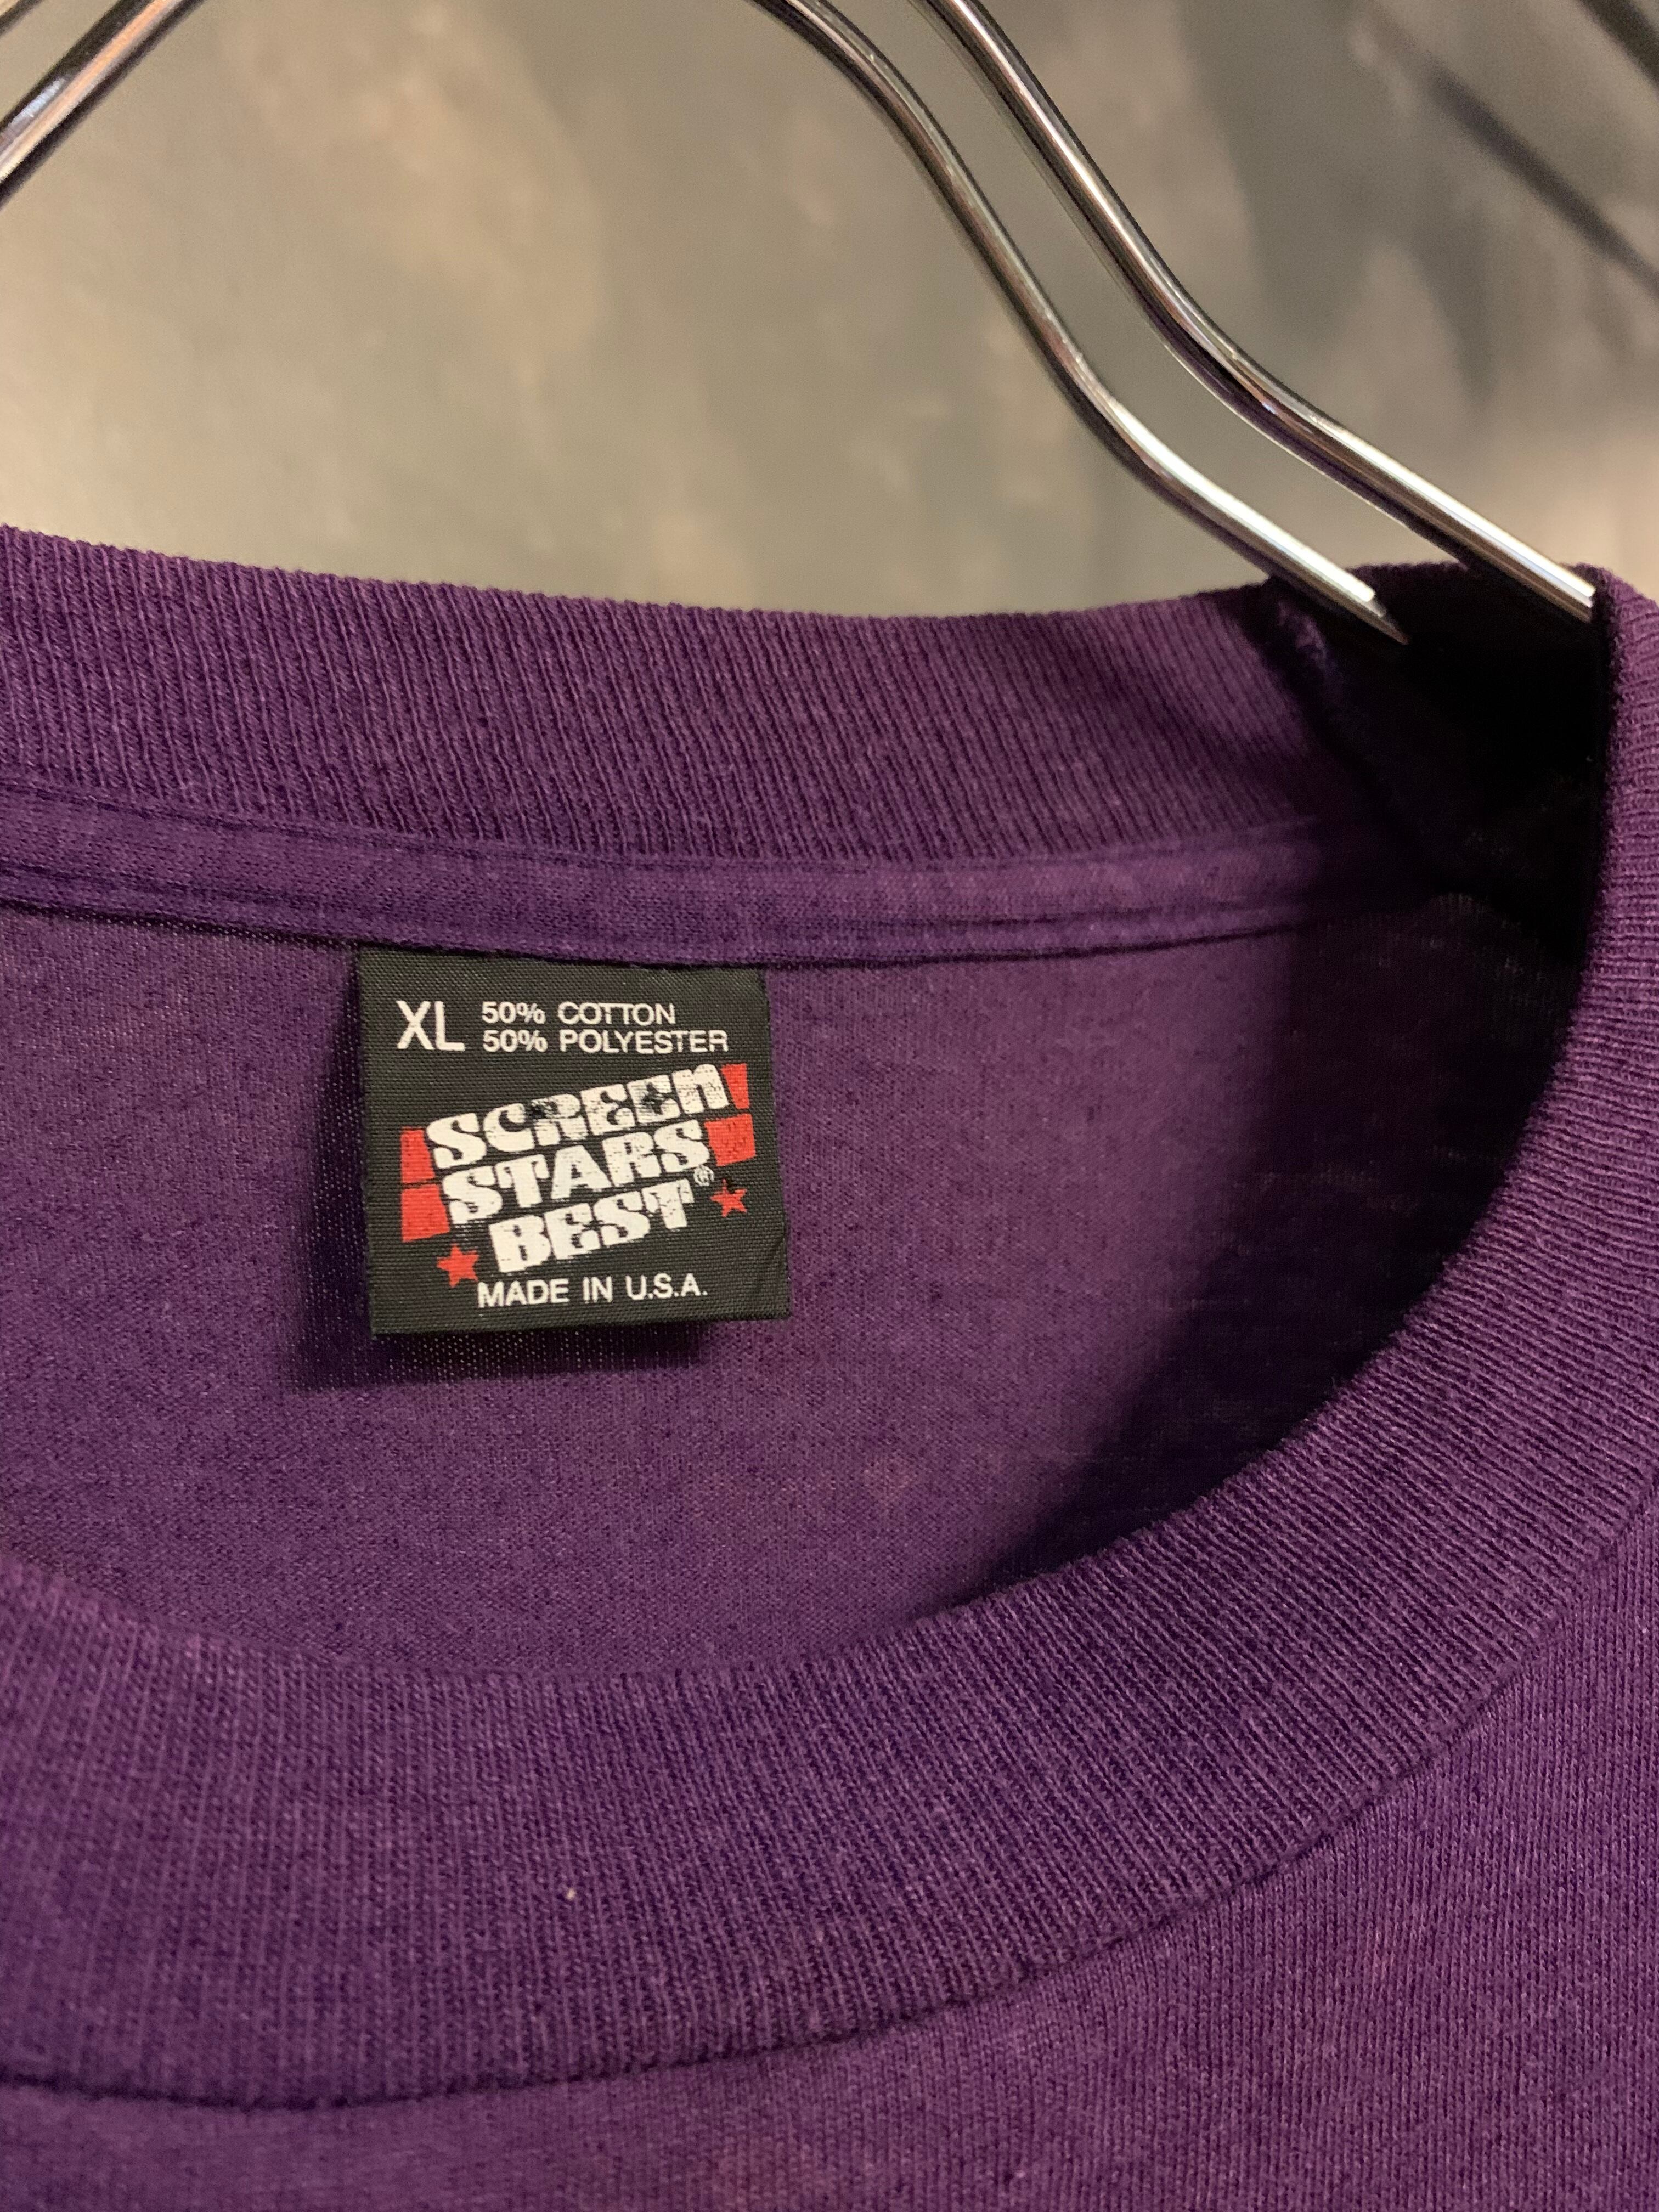 XL 50% COTTON
50% POLYESTER
SCREEN
STARS
BEST®
MADE IN U.S.A.